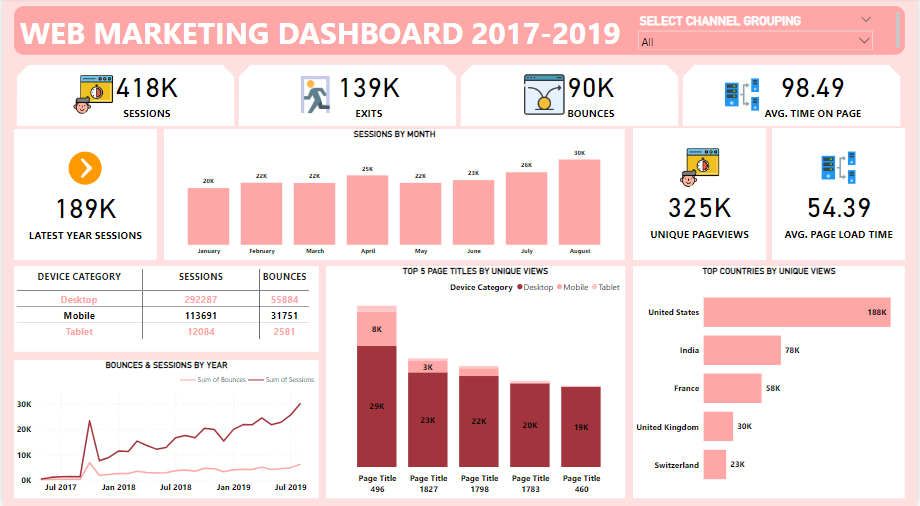 WEB MARKETING DASHBOARD 2017-2019
SELECT CHANNEL GROUPING
All
418K
SESSIONS
139K
EXITS
90K
BOUNCES
98.49
AVG. TIME ON PAGE
189K
LATEST YEAR SESSIONS
SESSIONS BY MONTH
20K 22K 22K 25K 22K 23K 26K 30K
January February March April May June July August
325K
UNIQUE PAGEVIEWS
54.39
AVG. PAGE LOAD TIME
DEVICE CATEGORY SESSIONS BOUNCES
Desktop 292287 55884
Mobile 113691 31751
Tablet 12084 2581
BOUNCES & SESSIONS BY YEAR
Sum of Bounces Sum of Sessions
30K
20K
10K
0K
Jul 2017 Jan 2018 Jul 2018 Jan 2019 Jul 2019
TOP 5 PAGE TITLES BY UNIQUE VIEWS
Device Category Desktop Mobile Tablet
8K
3K
29K 23K 22K 20K 19K
Page Title Page Title Page Title Page Title Page Title
496 1827 1798 1783 460
TOP COUNTRIES BY UNIQUE VIEWS
United States 188K
India 78K
France 58K
United Kingdom 30K
Switzerland 23K